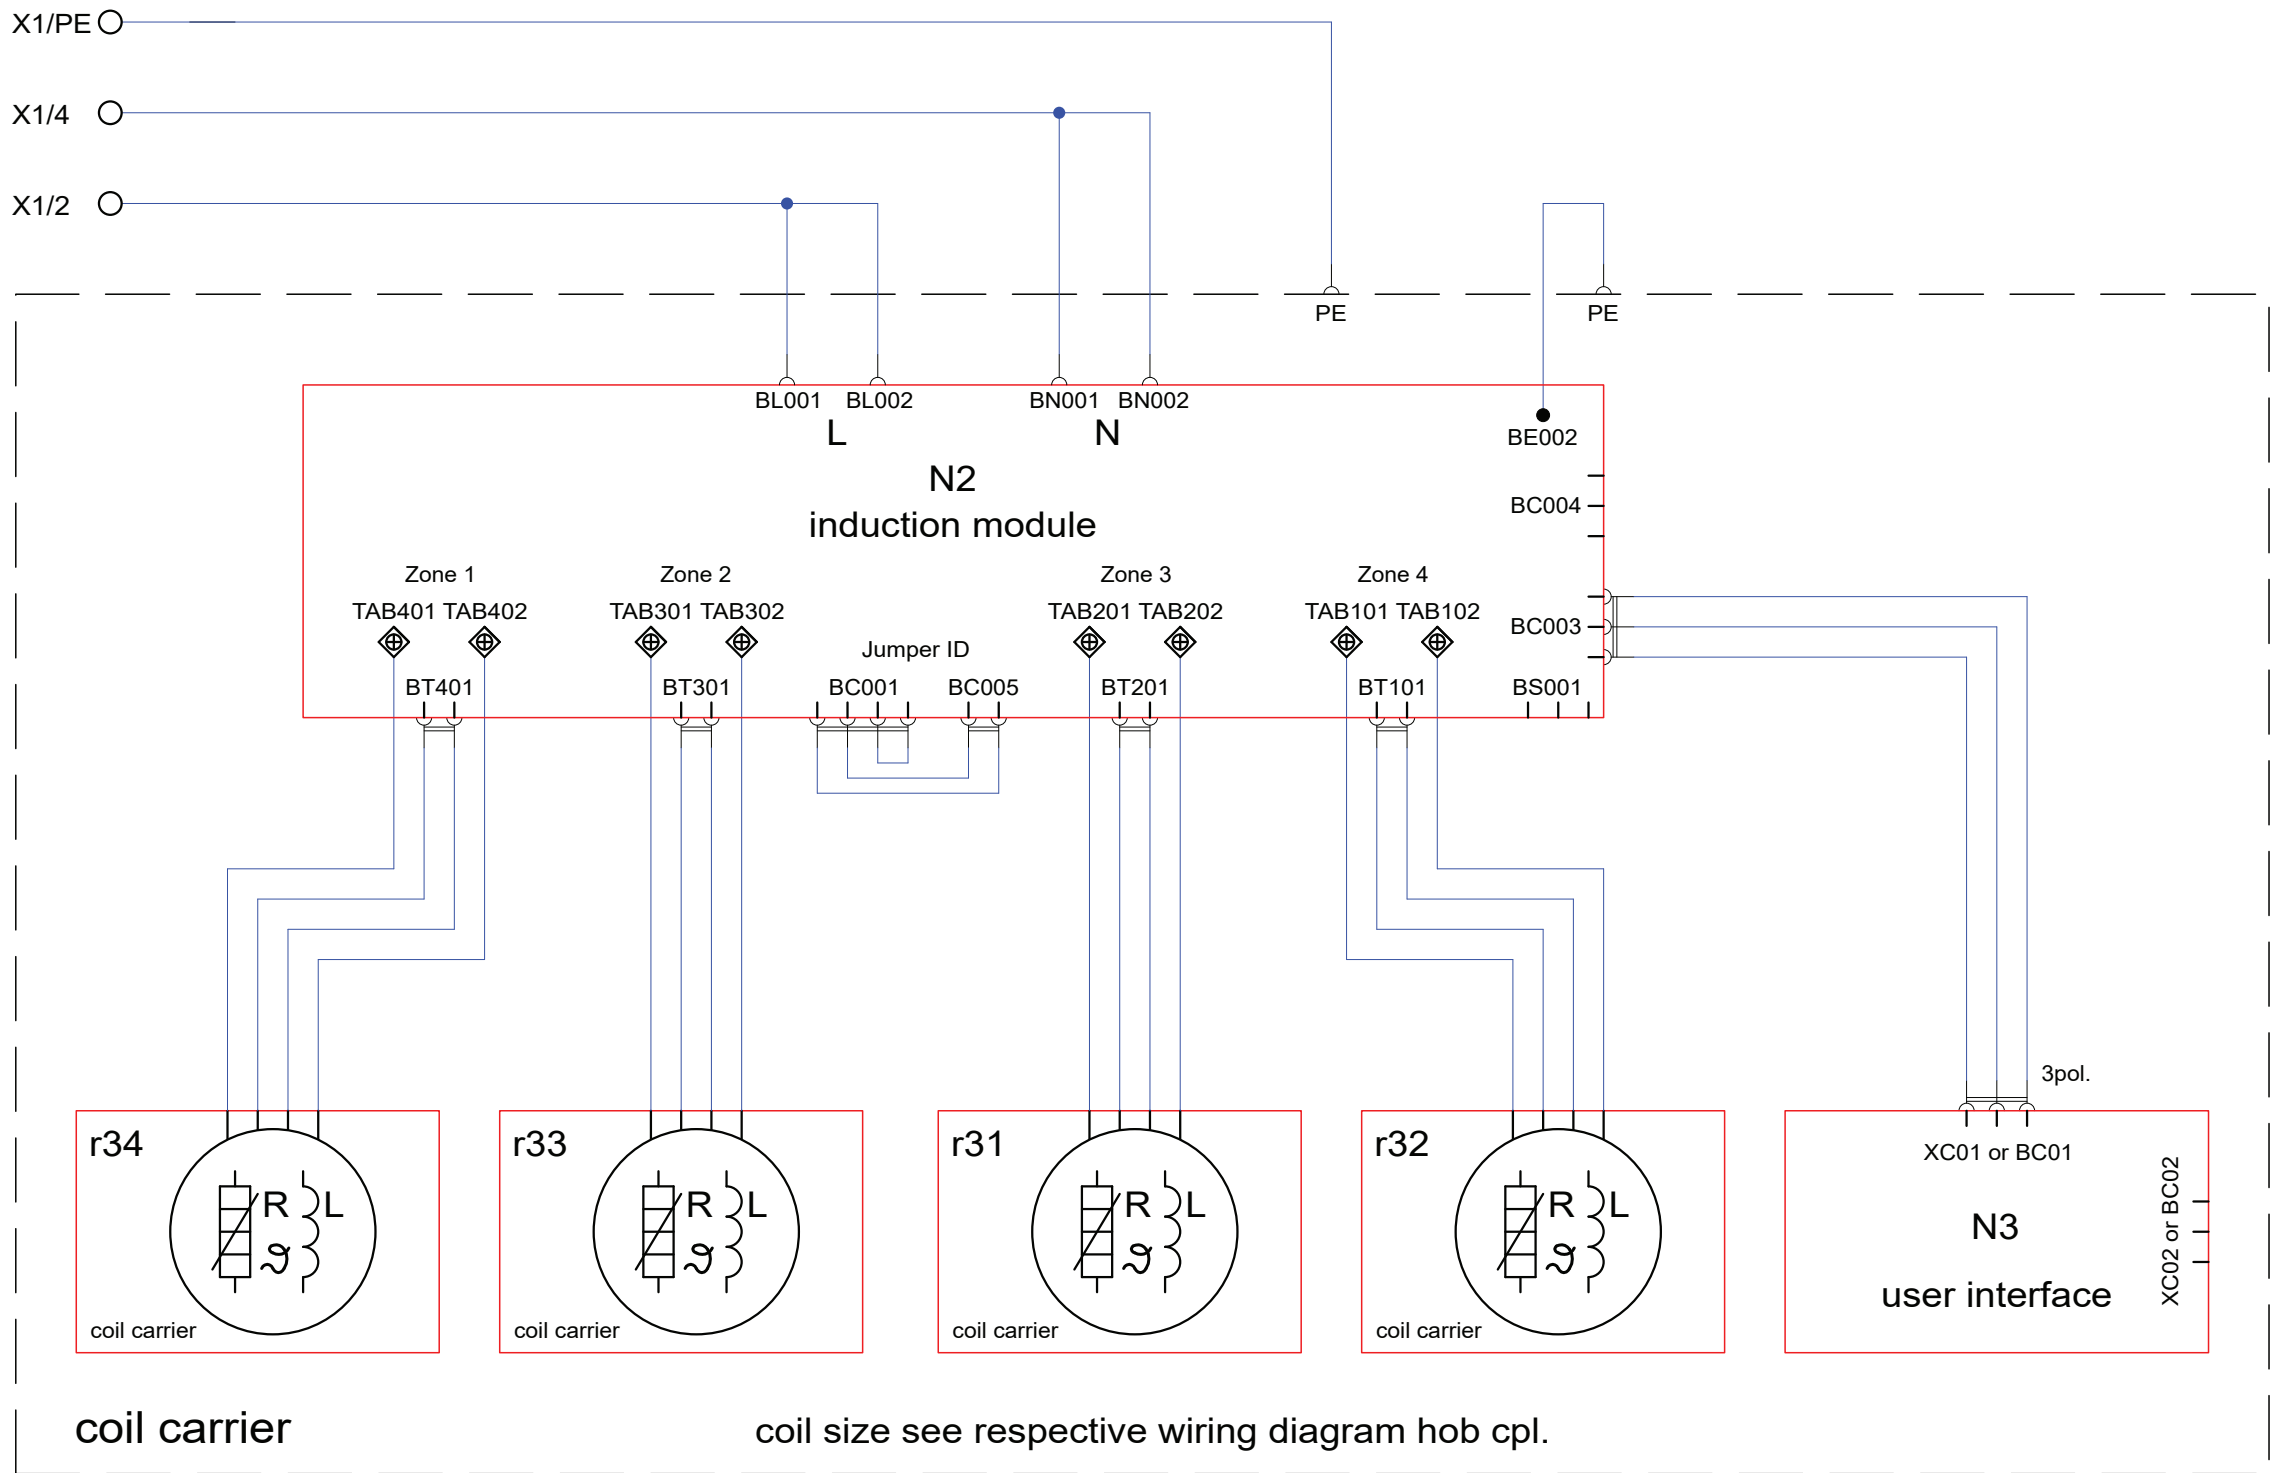 X1/PE
X1/4
X1/2
PE PE
BL001 BL002 BN001 BN002
L N
BE002
N2
induction module
BC004
Zone 1 Zone 2 Zone 3 Zone 4
TAB401 TAB402 TAB301 TAB302 TAB201 TAB202 TAB101 TAB102
BC003
Jumper ID
BT401 BT301 BC001 BC005 BT201 BT101 BS001
3pol.
r34 r33 r31 r32
XC01 or BC01
R L R L R L R L
N3
XC02 or BC02
ϑ ϑ ϑ ϑ
user interface
coil carrier coil carrier coil carrier coil carrier
coil carrier
coil size see respective wiring diagram hob cpl.